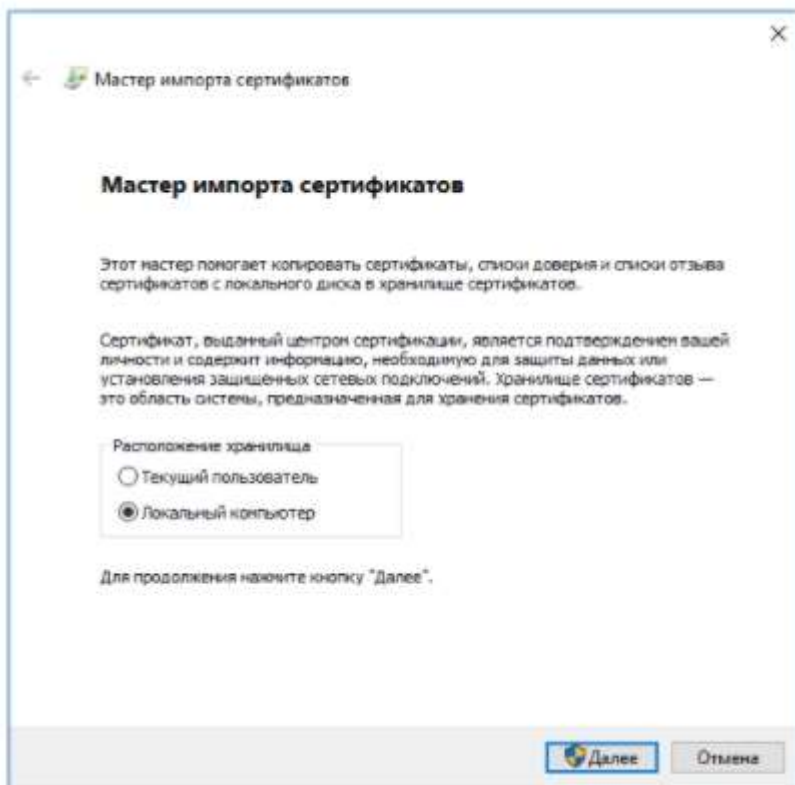 Мастер импорта сертификатов
Мастер импорта сертификатов
Этот мастер помогает копировать сертификаты, списки доверия и списки отзыва
сертификатов с локального диска в хранилище сертификатов.
Сертификат, выданный центром сертификации, является подтверждением вашей
личности и содержит информацию, необходимую для защиты данных или
установления защищенных сетевых подключений. Хранилище сертификатов —
это область системы, предназначенная для хранения сертификатов.
Расположение хранилища
Текущий пользователь
Локальный компьютер
Для продолжения нажмите кнопку "Далее".
Далее Отмена